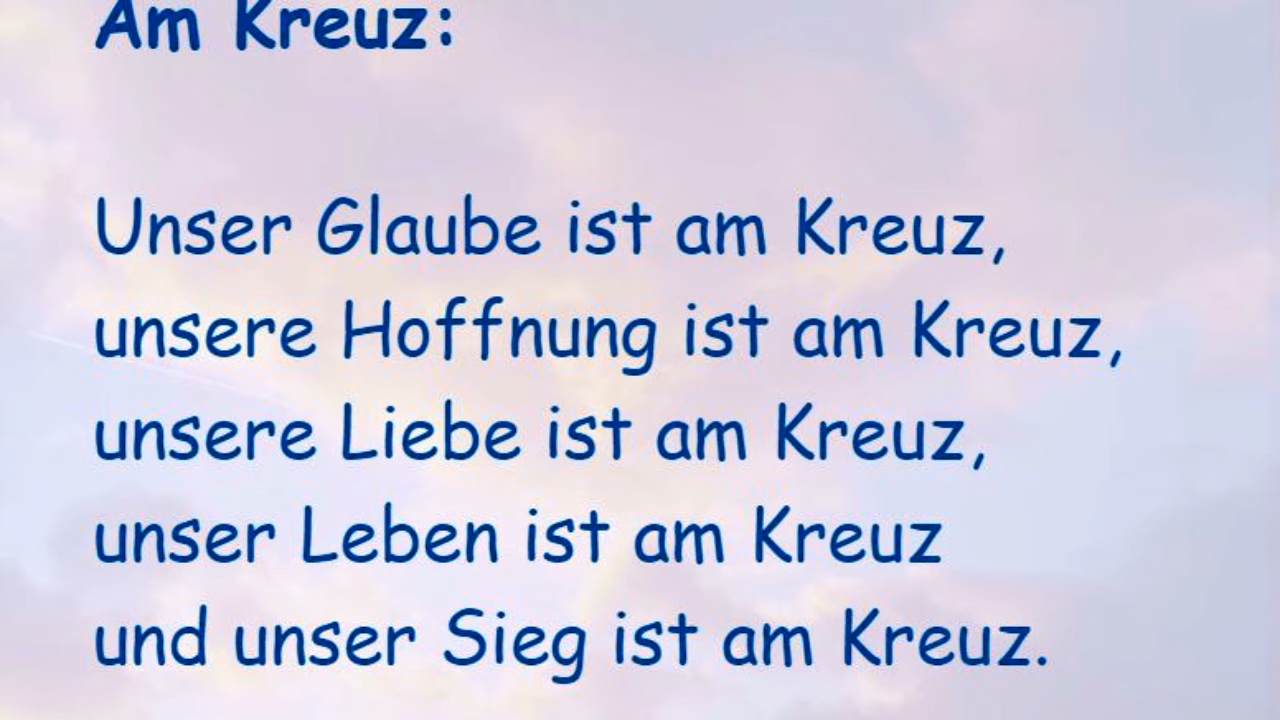 Am Kreuz:
Unser Glaube ist am Kreuz,
unsere Hoffnung ist am Kreuz,
unsere Liebe ist am Kreuz,
unser Leben ist am Kreuz
und unser Sieg ist am Kreuz.